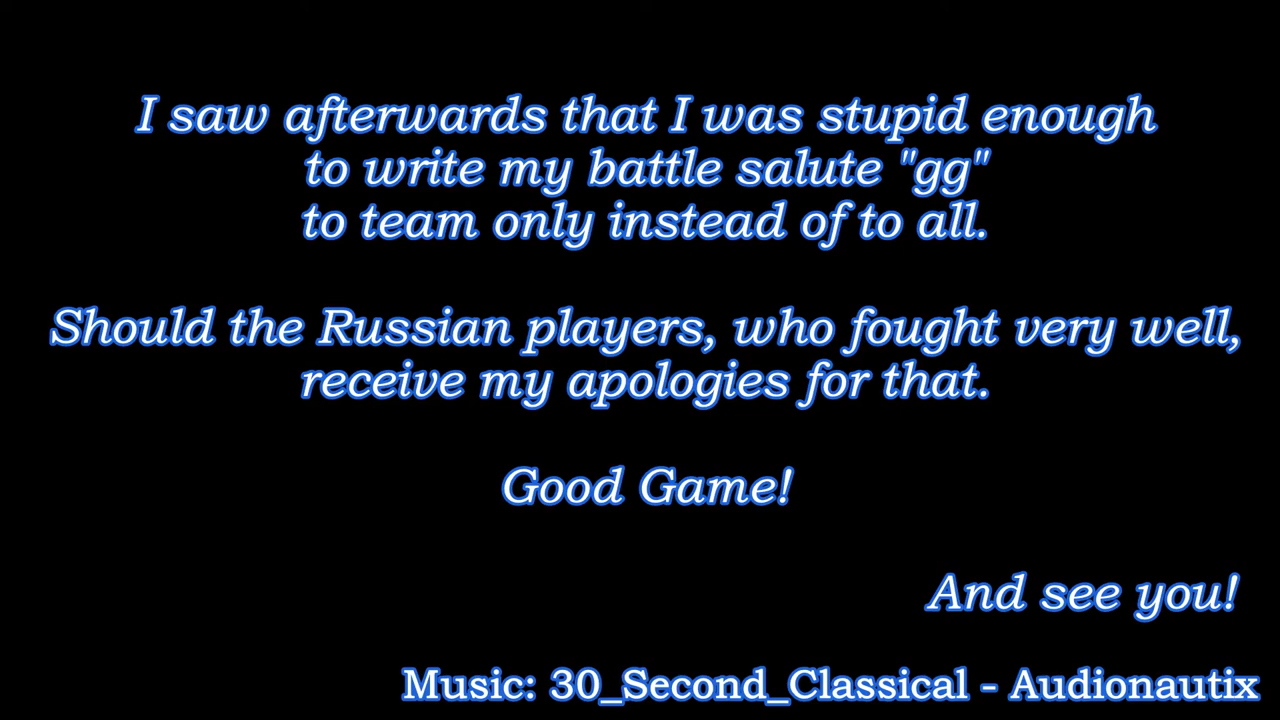 I saw afterwards that I was stupid enough
to write my battle salute "gg"
to team only instead of to all.
Should the Russian players, who fought very well,
receive my apologies for that.
Good Game!
And see you!
Music: 30_Second_Classical - Audionautix